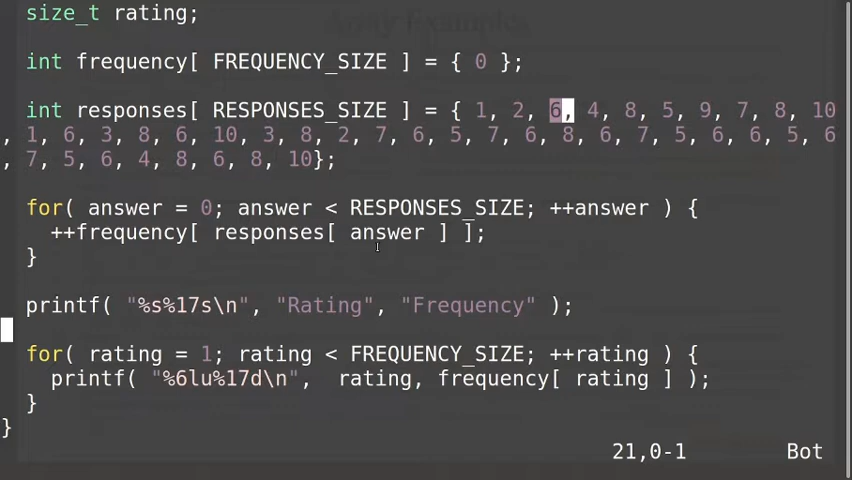 size_t rating;
int frequency[ FREQUENCY_SIZE ] = { 0 };
int responses[ RESPONSES_SIZE ] = { 1, 2, 6, 4, 8, 5, 9, 7, 8, 10
, 1, 6, 3, 8, 6, 10, 3, 8, 2, 7, 6, 5, 7, 6, 8, 6, 7, 5, 6, 6, 5, 6
, 7, 5, 6, 4, 8, 6, 8, 10};
for( answer = 0; answer < RESPONSES_SIZE; ++answer ) {
++frequency[ responses[ answer ] ];
}
printf( "%s%17s\n", "Rating", "Frequency" );
for( rating = 1; rating < FREQUENCY_SIZE; ++rating ) {
printf( "%6lu%17d\n",  rating, frequency[ rating ] );
}
}
21,0-1 Bot